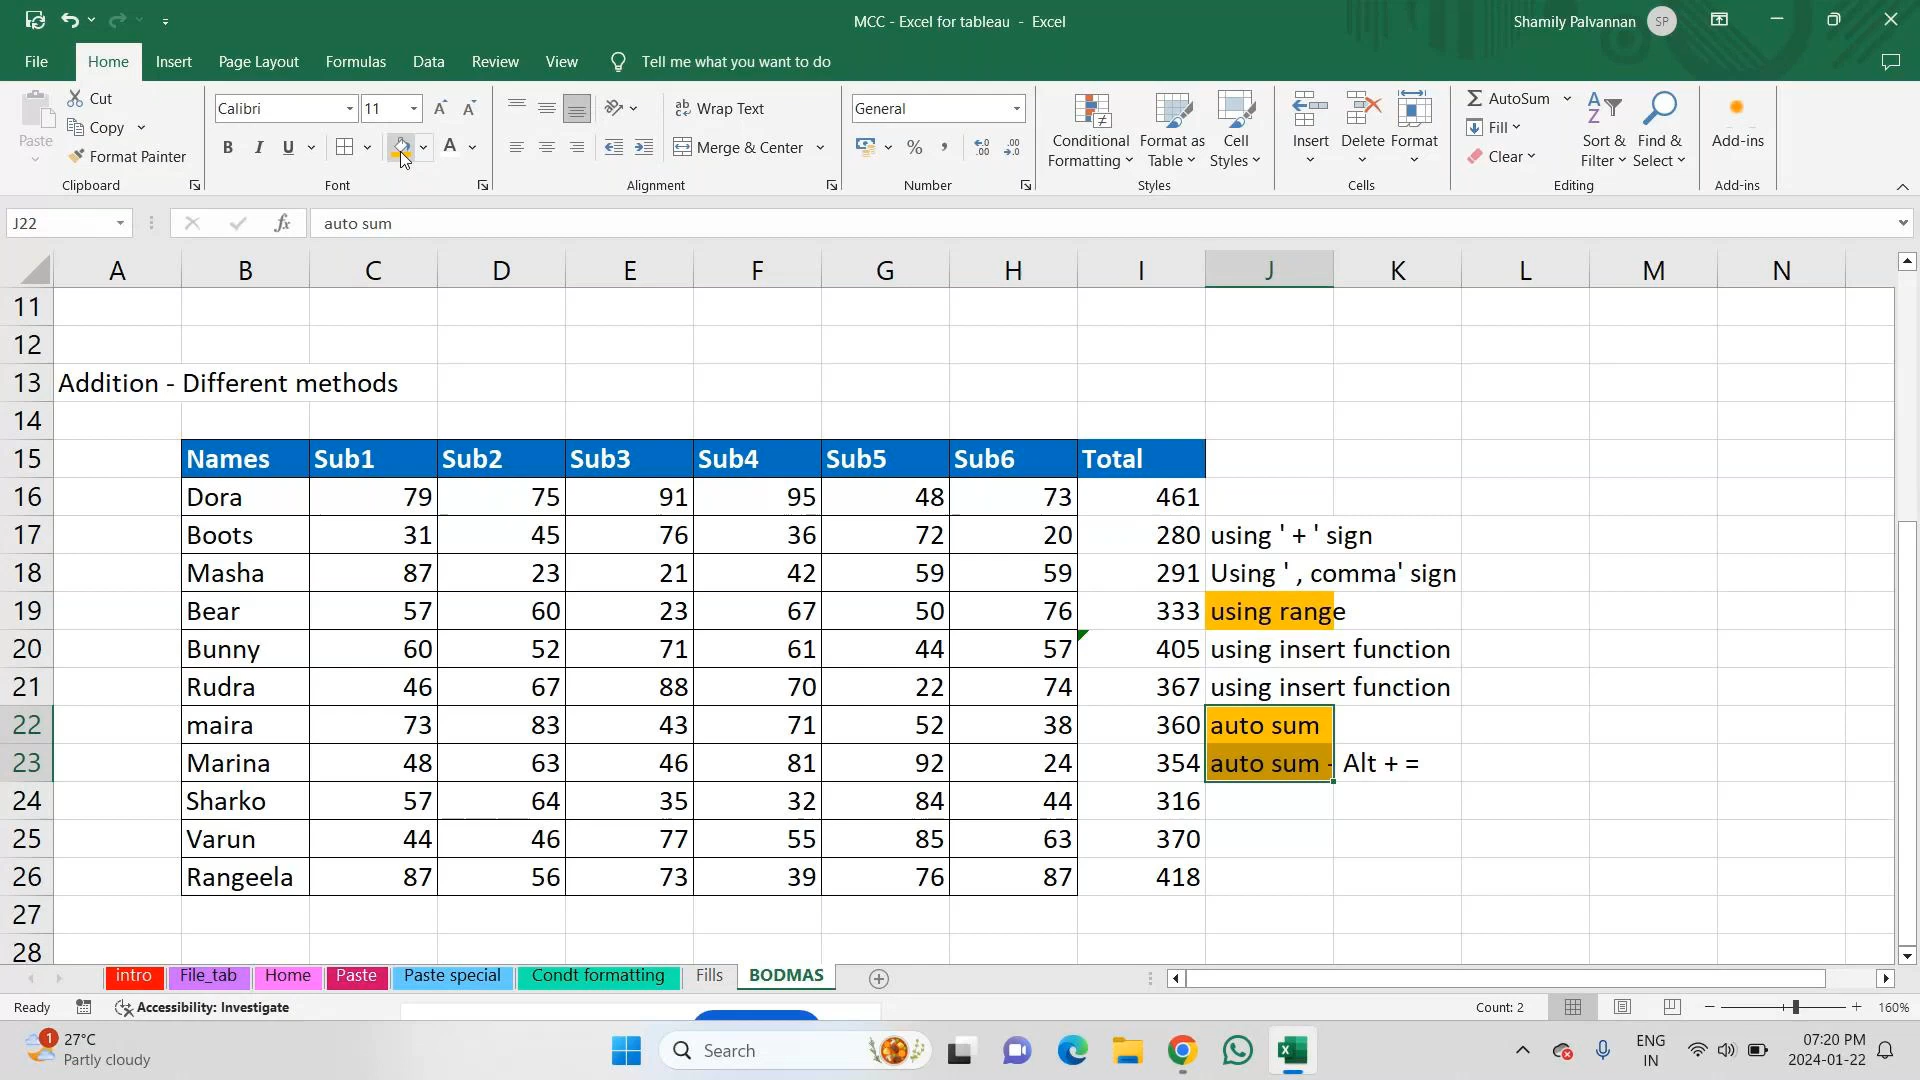 MCC - Excel for tableau - Excel
Shamily Palvannan SP
File Home Insert Page Layout Formulas Data Review View Tell me what you want to do
Paste
Cut
Copy
Format Painter
Clipboard
Calibri 11
B I U A
Font
Wrap Text
Merge & Center
Alignment
General
% ,
Number
Conditional Formatting
Format as Table
Cell Styles
Styles
Insert Delete Format
Cells
AutoSum
Fill
Clear
Sort & Filter
Find & Select
Editing
Add-ins
Add-ins
J22 fx auto sum
A B C D E F G H I J K L M N
11
12
13 Addition - Different methods
14
15 Names Sub1 Sub2 Sub3 Sub4 Sub5 Sub6 Total
16 Dora 79 75 91 95 48 73 461
17 Boots 31 45 76 36 72 20 280 using ' + ' sign
18 Masha 87 23 21 42 59 59 291 Using ' , comma' sign
19 Bear 57 60 23 67 50 76 333 using range
20 Bunny 60 52 71 61 44 57 405 using insert function
21 Rudra 46 67 88 70 22 74 367 using insert function
22 maira 73 83 43 71 52 38 360 auto sum
23 Marina 48 63 46 81 92 24 354 auto sum - Alt + =
24 Sharko 57 64 35 32 84 44 316
25 Varun 44 46 77 55 85 63 370
26 Rangeela 87 56 73 39 76 87 418
27
28
intro File_tab Home Paste Paste special Condt formatting Fills BODMAS
Ready Accessibility: Investigate Count: 2 160%
1 27°C
Partly cloudy
Search
ENG
IN
07:20 PM
2024-01-22